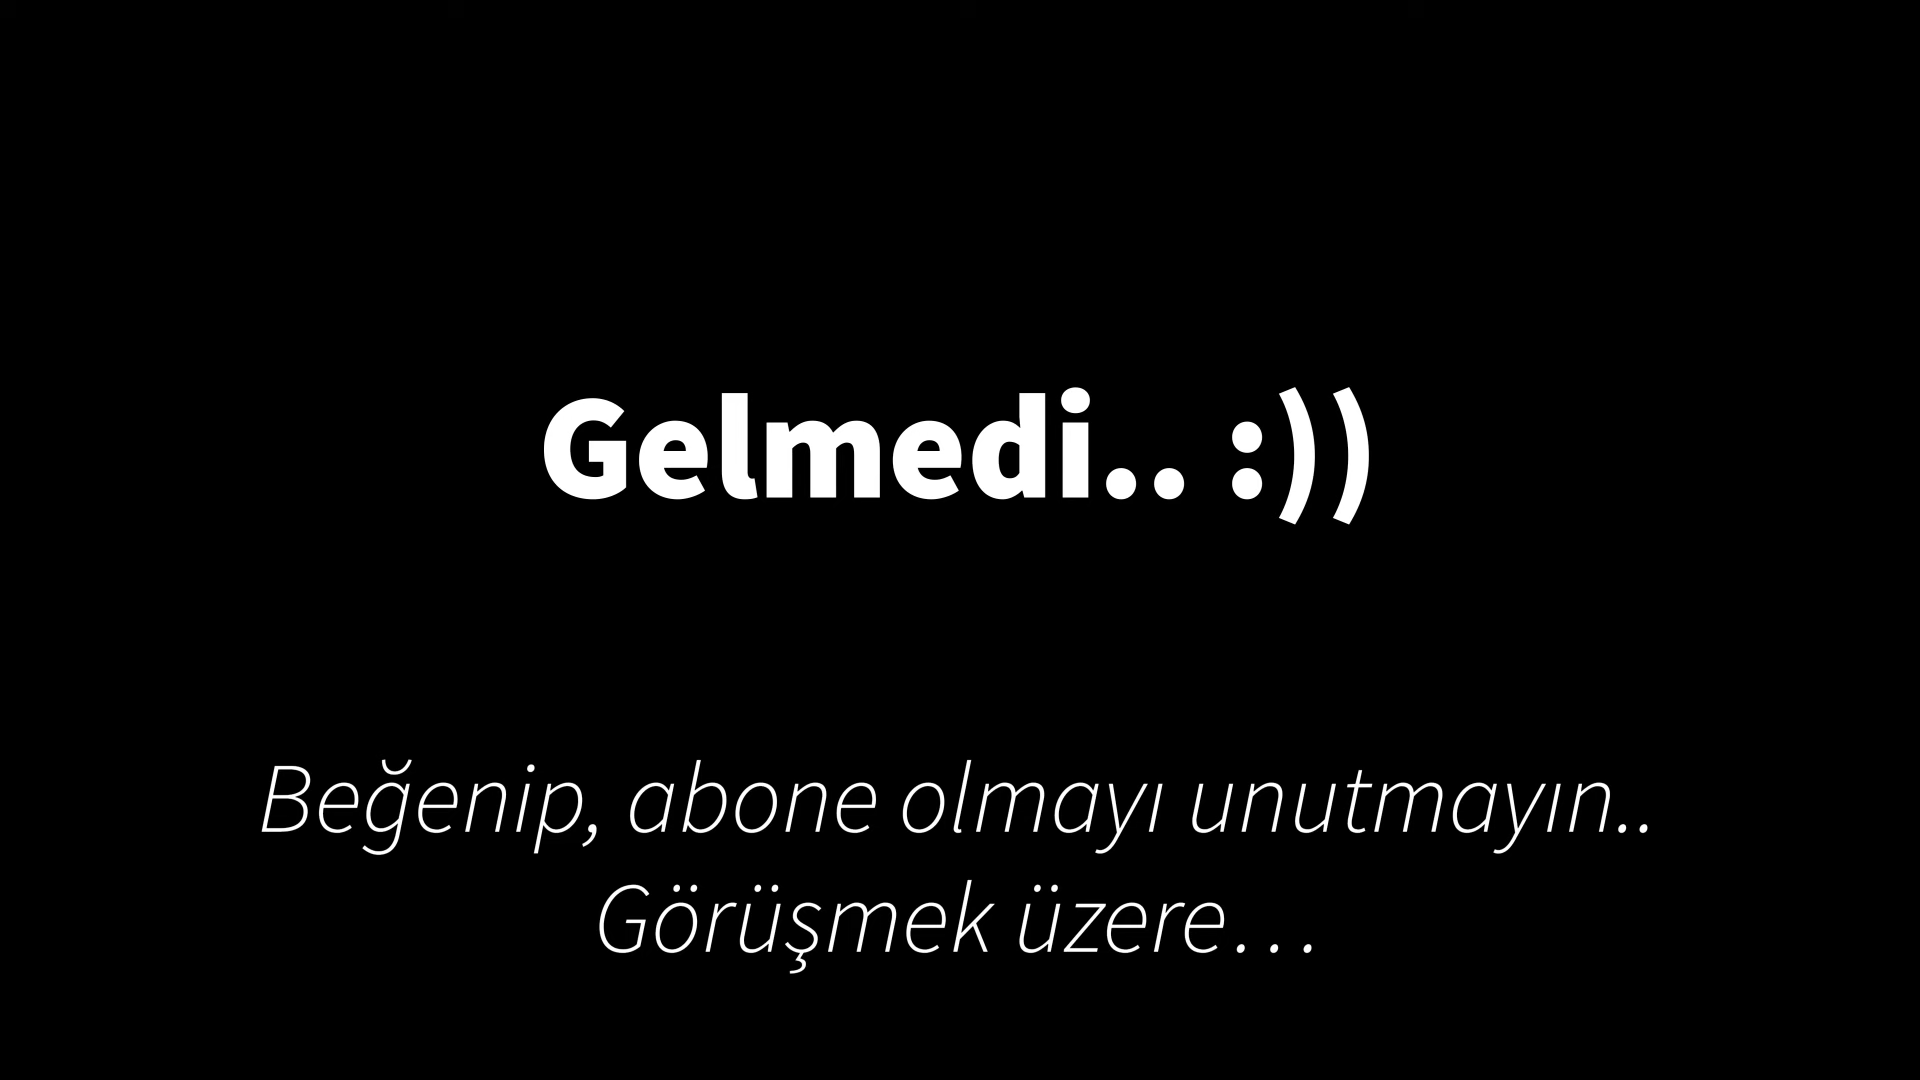 Gelmedi.. :))
Beğenip, abone olmayı unutmayın..
Görüşmek üzere…